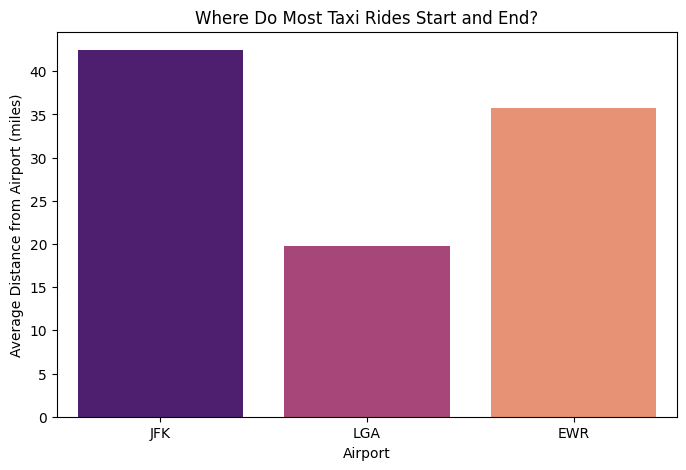 Where Do Most Taxi Rides Start and End?
Average Distance from Airport (miles)
40
35
30
25
20
15
10
5
0
JFK LGA EWR
Airport